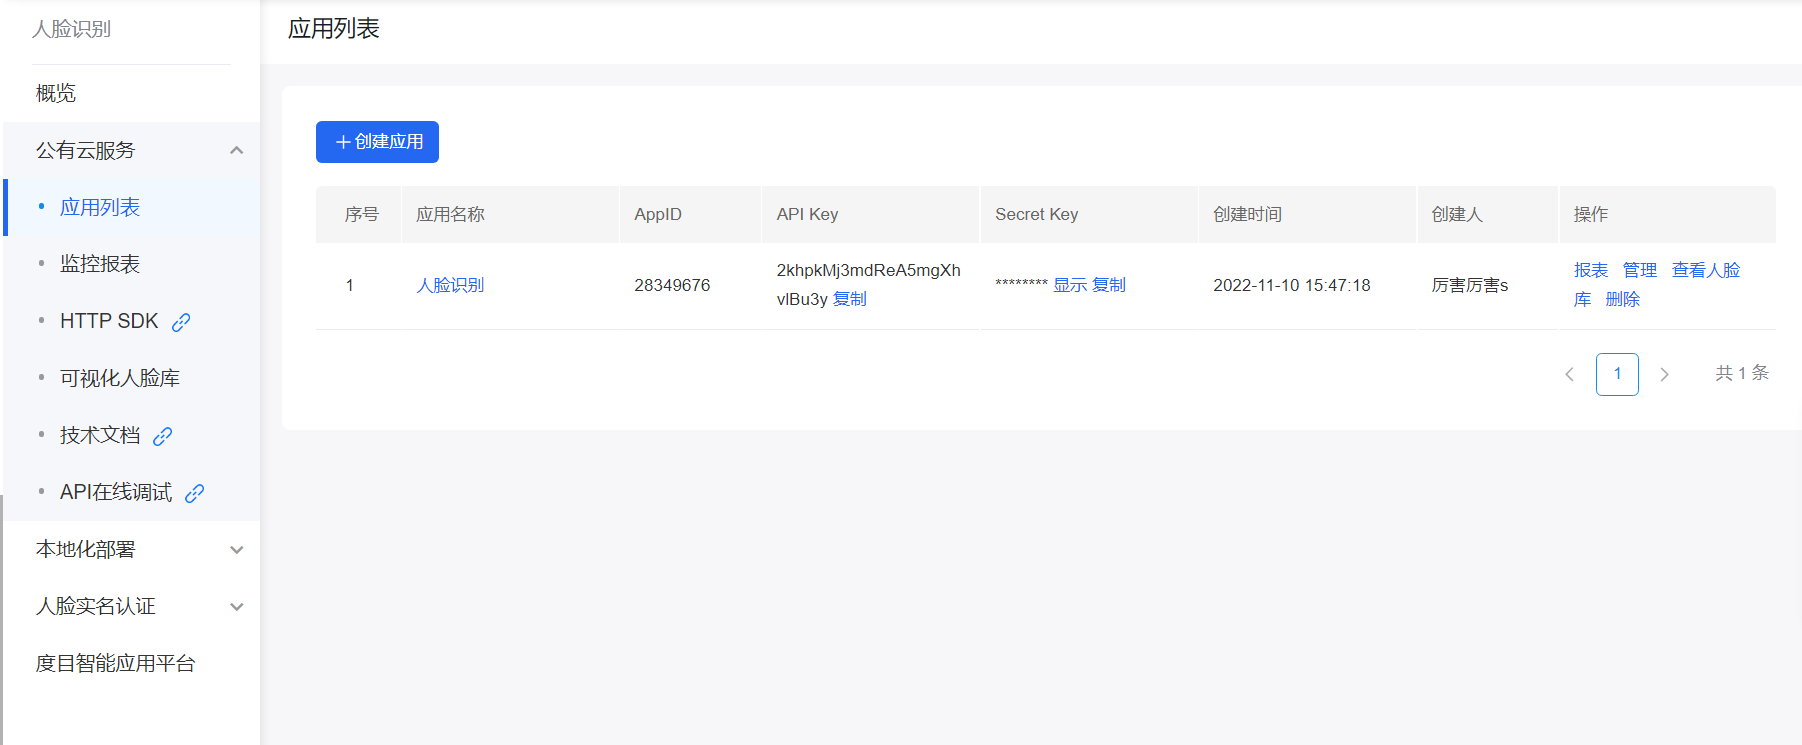 人脸识别
概览
公有云服务
应用列表
监控报表
HTTP SDK
可视化人脸库
技术文档
API在线调试
本地化部署
人脸实名认证
度目智能应用平台
应用列表
创建应用
序号 应用名称 AppID API Key Secret Key 创建时间 创建人 操作
1 人脸识别 28349676 2khpkMj3mdReA5mgXh ******** 显示 复制 2022-11-10 15:47:18 厉害厉害s 报表 管理 查看人脸
vIBu3y 复制 库 删除
1 共 1 条